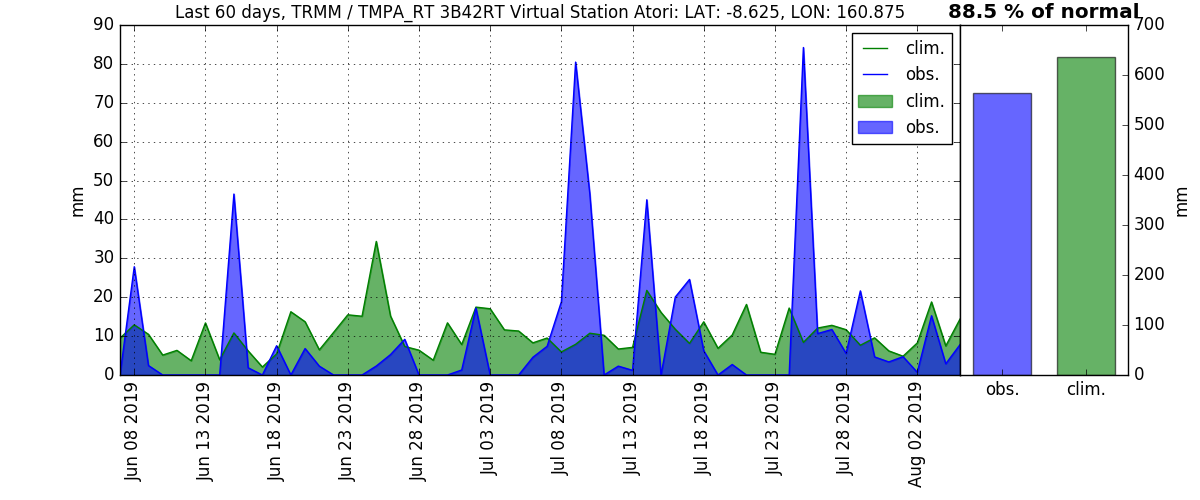 Last 60 days, TRMM / TMPA_RT 3B42RT Virtual Station Atori: LAT: -8.625, LON: 160.875
88.5 % of normal
90
80
70
60
50
40
30
20
10
0
mm
clim.
obs.
clim.
obs.
Jun 08 2019
Jun 13 2019
Jun 18 2019
Jun 23 2019
Jun 28 2019
Jul 03 2019
Jul 08 2019
Jul 13 2019
Jul 18 2019
Jul 23 2019
Jul 28 2019
Aug 02 2019
700
600
500
400
300
200
100
0
mm
obs.
clim.